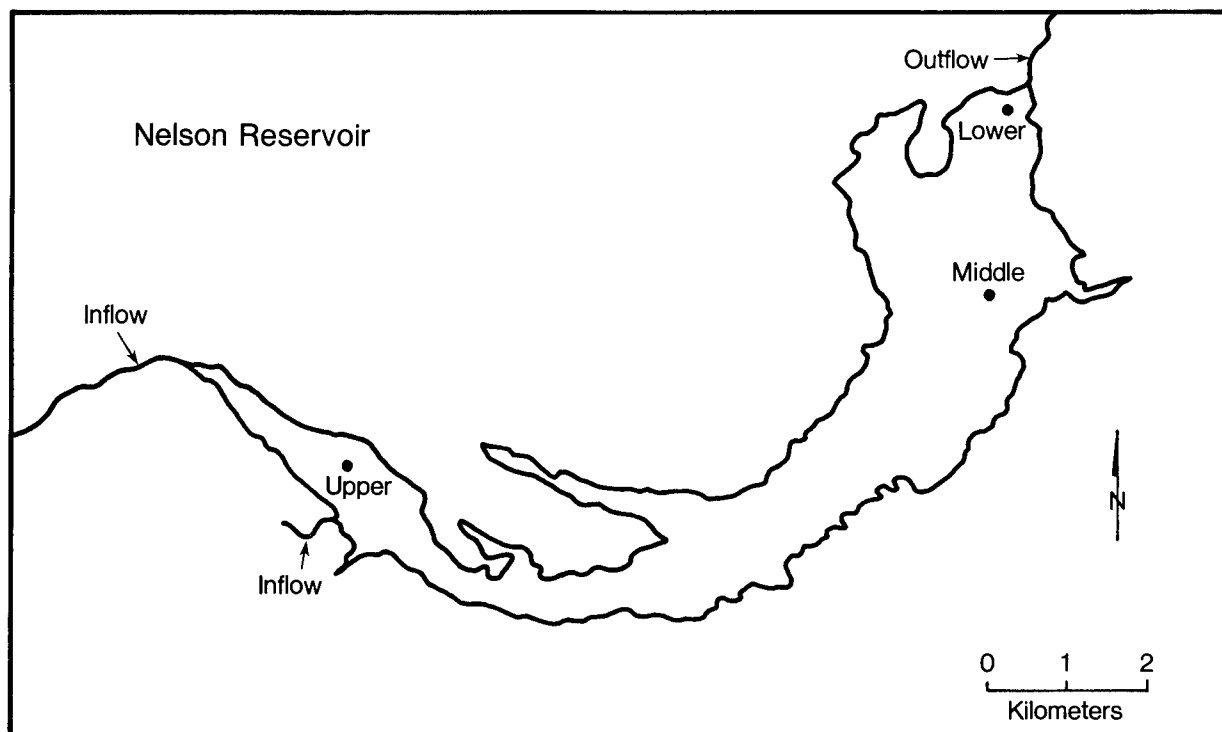 Outflow
Lower
Nelson Reservoir
Middle
Inflow
Upper
N
Inflow
0 1 2
Kilometers